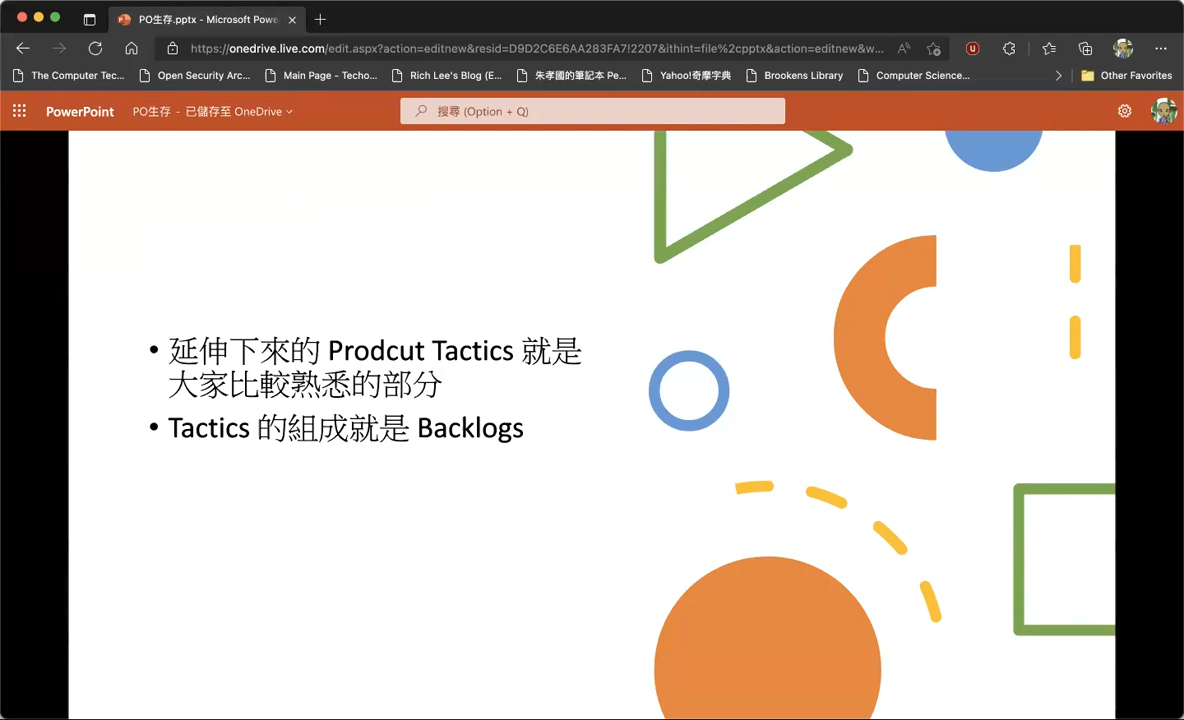 PO生存.pptx - Microsoft Powe
https://onedrive.live.com/edit.aspx?action=editnew&resid=D9D2C6E6AA283FA7!2207&ithint=file%2cpptx&action=editnew&w...
The Computer Tec...
Open Security Arc...
Main Page - Techo...
Rich Lee's Blog (E...
朱孝國的筆記本 Pe...
Yahoo!奇摩字典
Brookens Library
Computer Science...
Other Favorites
PowerPoint
PO生存 - 已儲存至 OneDrive
搜尋 (Option + Q)
• 延伸下來的 Prodcut Tactics 就是
大家比較熟悉的部分
• Tactics 的組成就是 Backlogs